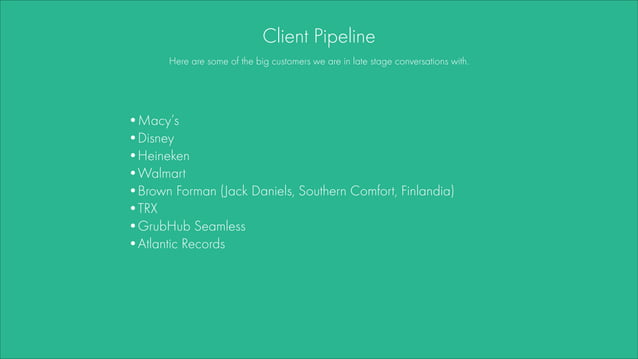 Client Pipeline
Here are some of the big customers we are in late stage conversations with.
•Macy's
•Disney
•Heineken
•Walmart
•Brown Forman (Jack Daniels, Southern Comfort, Finlandia)
•TRX
•GrubHub Seamless
•Atlantic Records